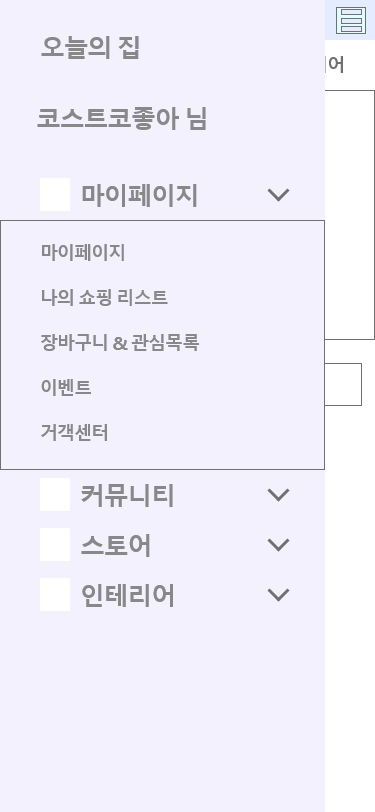 오늘의 집
코스트코좋아 님
어
마이페이지
마이페이지
나의 쇼핑 리스트
장바구니 & 관심목록
이벤트
거객센터
커뮤니티
스토어
인테리어